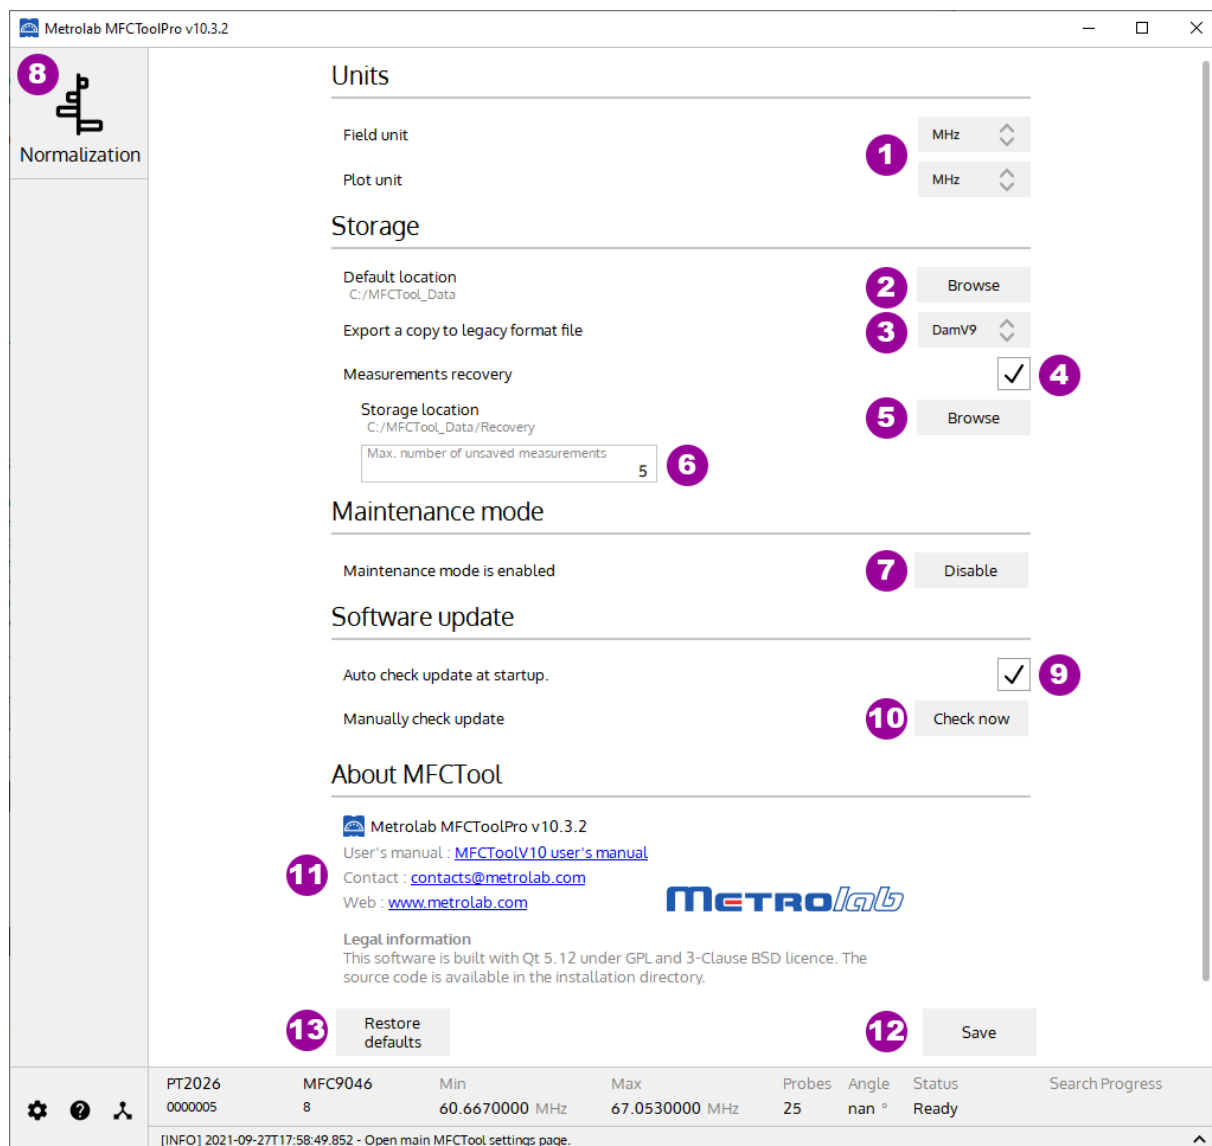 Metrolab MFCToolPro v10.3.2
8
Normalization
Units
Field unit
MHz
1
Plot unit
MHz
Storage
Default location
C:/MFCTool_Data
2
Browse
Export a copy to legacy format file
3
DamV9
Measurements recovery
4
Storage location
C:/MFCTool_Data/Recovery
5
Browse
Max. number of unsaved measurements
5
6
Maintenance mode
Maintenance mode is enabled
7
Disable
Software update
Auto check update at startup.
9
Manually check update
10
Check now
About MFCTool
Metrolab MFCToolPro v10.3.2
User's manual : MFCToolV10 user's manual
11
Contact : contacts@metrolab.com
Web : www.metrolab.com
METROlab
Legal information
This software is built with Qt 5.12 under GPL and 3-Clause BSD licence. The
source code is available in the installation directory.
13
Restore
defaults
12
Save
PT2026 MFC9046 Min Max Probes Angle Status Search Progress
0000005 8 60.6670000 MHz 67.0530000 MHz 25 nan ° Ready
[INFO] 2021-09-27T17:58:49.852 - Open main MFCTool settings page.